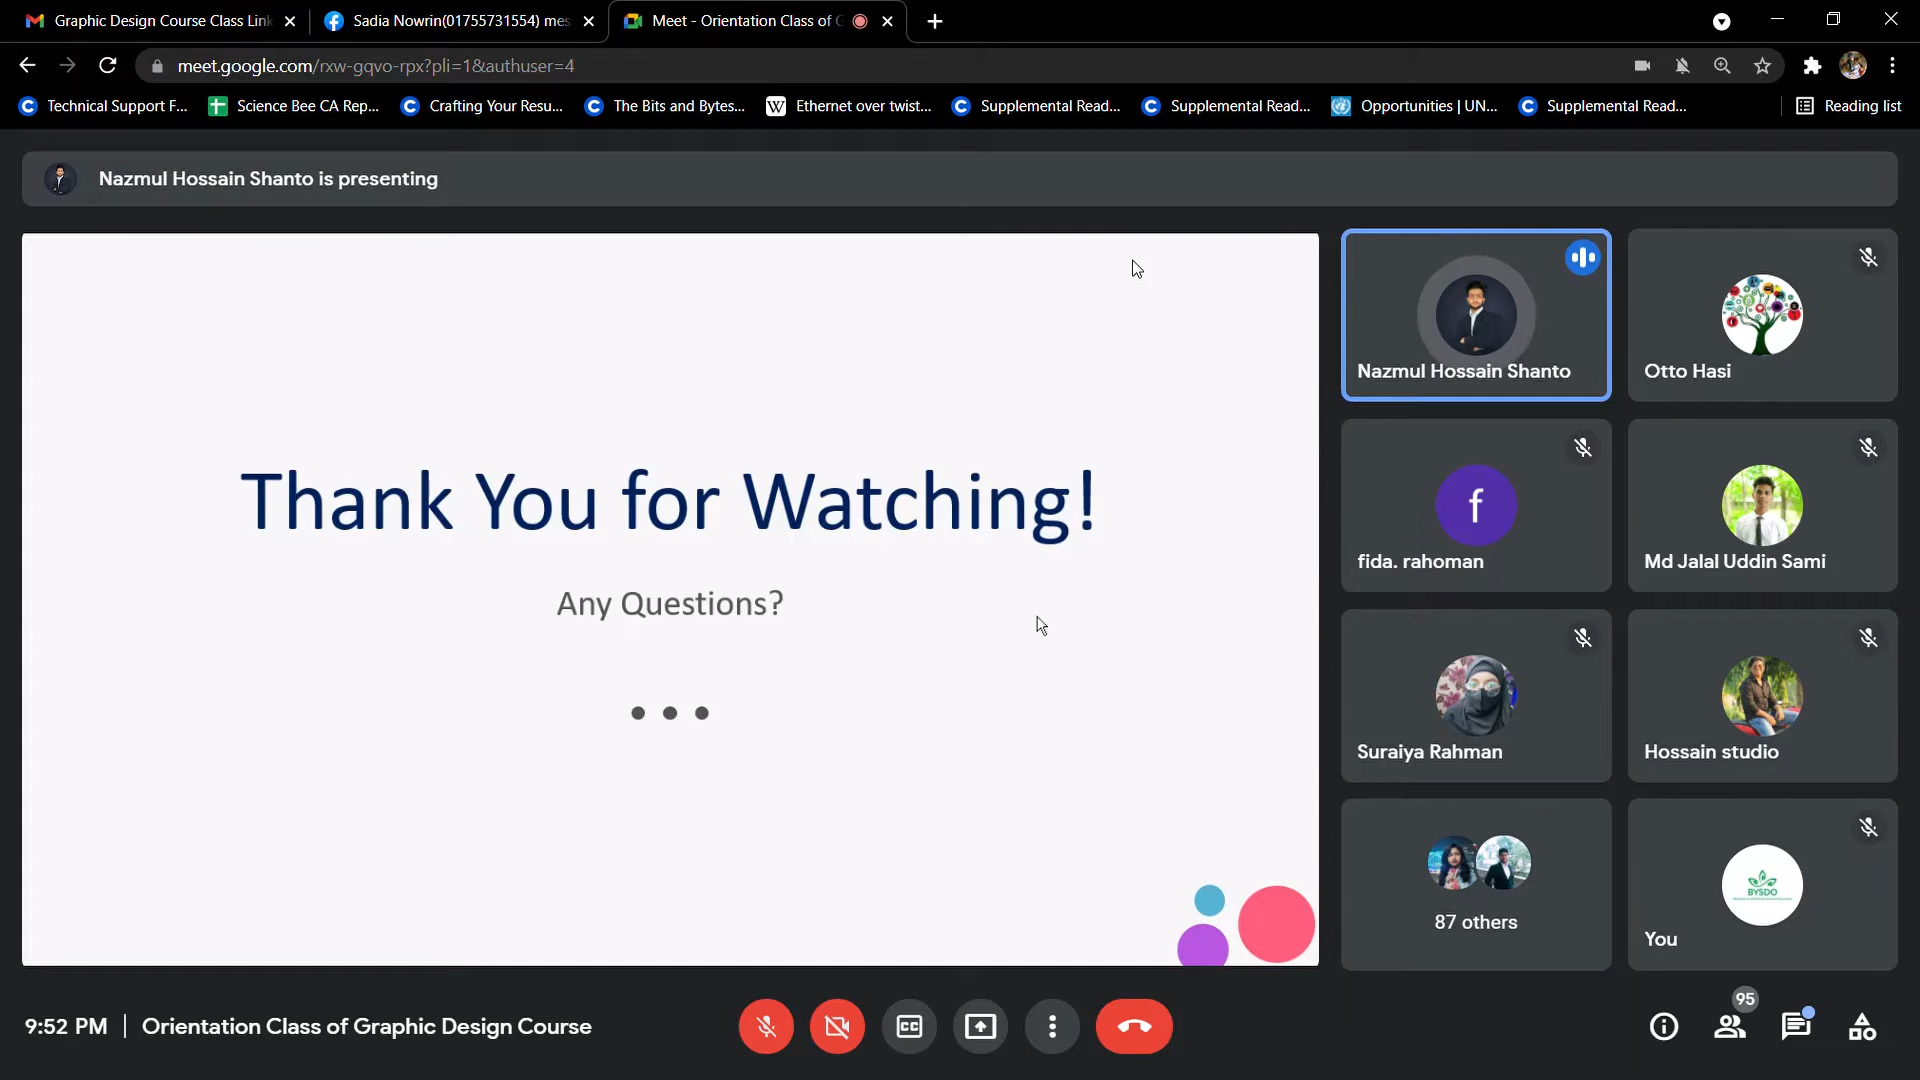 Graphic Design Course Class Link
Sadia Nowrin(01755731554) mes
Meet - Orientation Class of G
meet.google.com/rxw-gqvo-rpx?pli=1&authuser=4
Technical Support F...
Science Bee CA Rep...
Crafting Your Resu...
The Bits and Bytes...
W
Ethernet over twist...
Supplemental Read...
Supplemental Read...
Opportunities | UN...
Supplemental Read...
Reading list
Nazmul Hossain Shanto is presenting
Thank You for Watching!
Any Questions?
Nazmul Hossain Shanto
Otto Hasi
f
fida. rahoman
Md Jalal Uddin Sami
Suraiya Rahman
Hossain studio
87 others
BYSDO
You
9:52 PM | Orientation Class of Graphic Design Course
CC
95